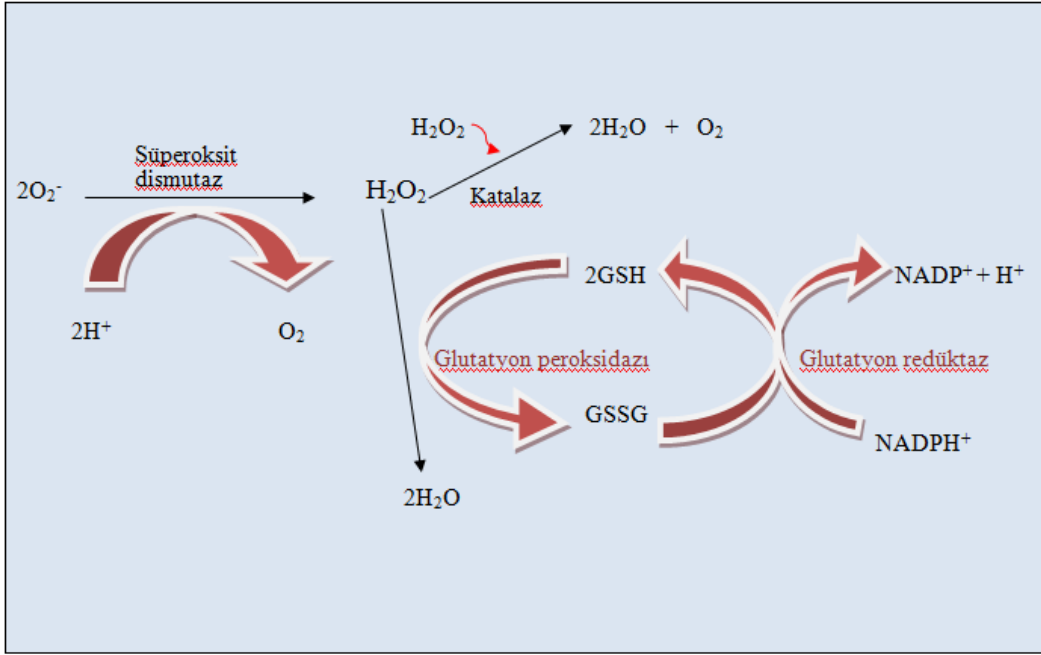 H₂O₂
2H₂O + O₂
Süperoksit
dismutaz
2O₂⁻
H₂O₂
Katalaz
2GSH
NADP⁺ + H⁺
2H⁺
O₂
Glutatyon peroksidazı
Glutatyon redüktaz
GSSG
NADPH⁺
2H₂O